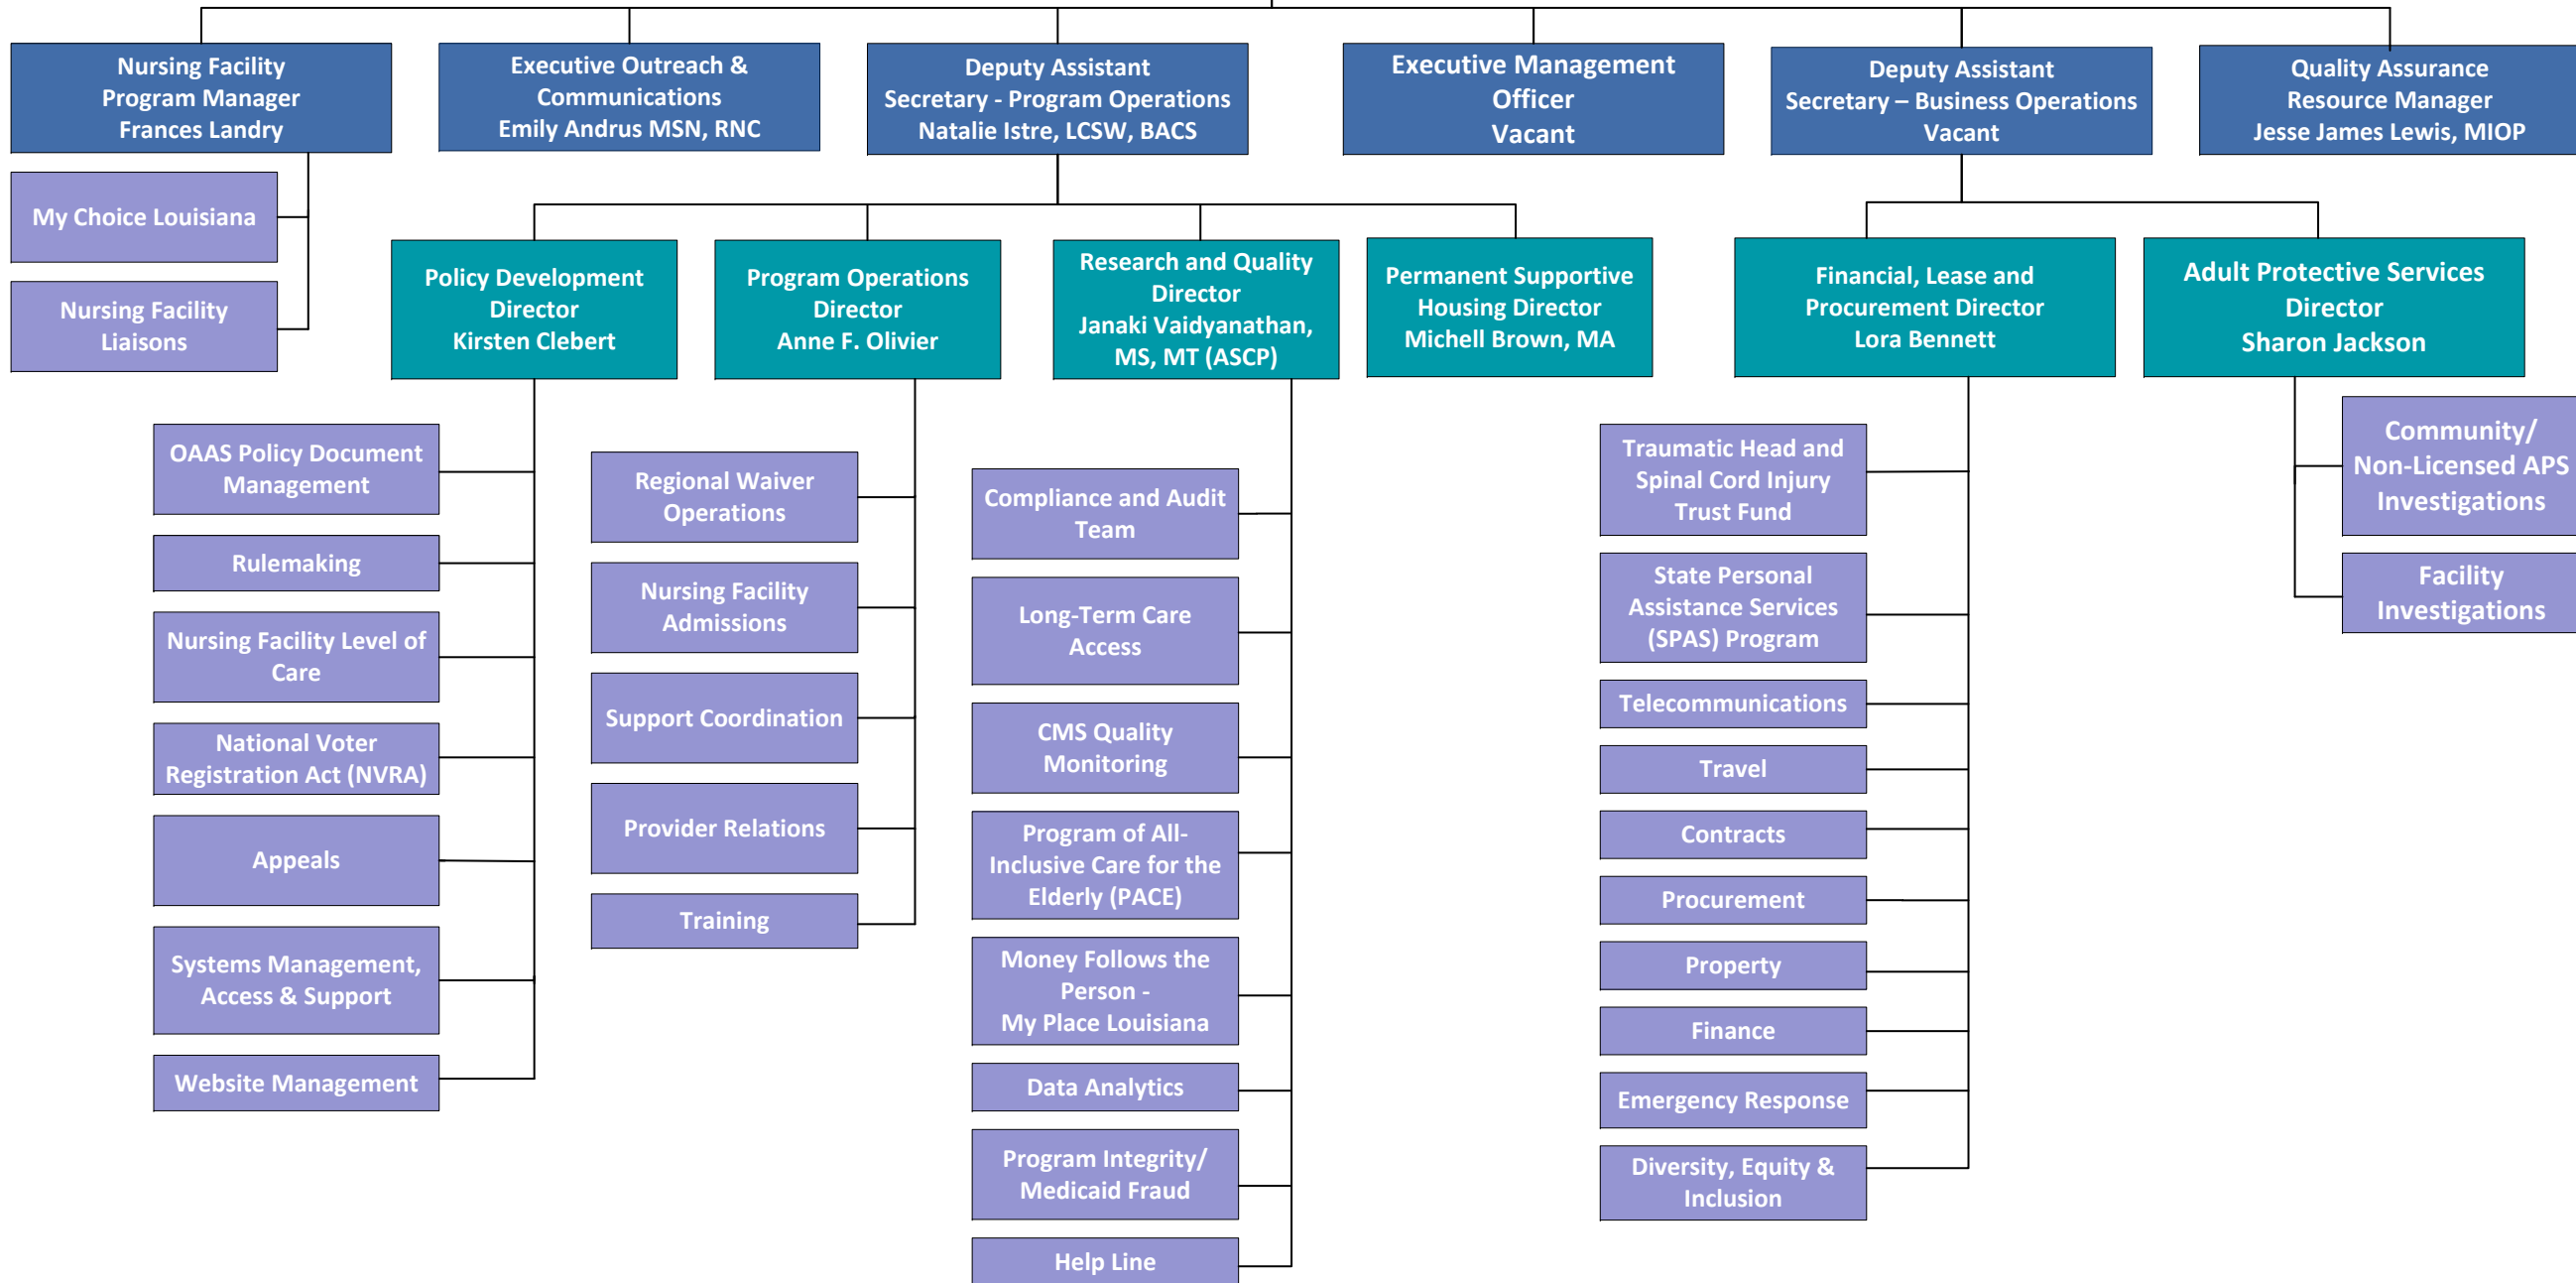 Nursing Facility
Program Manager
Frances Landry
Executive Outreach &
Communications
Emily Andrus MSN, RNC
Deputy Assistant
Secretary - Program Operations
Natalie Istre, LCSW, BACS
Executive Management
Officer
Vacant
Deputy Assistant
Secretary – Business Operations
Vacant
Quality Assurance
Resource Manager
Jesse James Lewis, MIOP
My Choice Louisiana
Nursing Facility
Liaisons
Policy Development
Director
Kirsten Clebert
Program Operations
Director
Anne F. Olivier
Research and Quality
Director
Janaki Vaidyanathan,
MS, MT (ASCP)
Permanent Supportive
Housing Director
Michell Brown, MA
Financial, Lease and
Procurement Director
Lora Bennett
Adult Protective Services
Director
Sharon Jackson
OAAS Policy Document
Management
Rulemaking
Nursing Facility Level of
Care
National Voter
Registration Act (NVRA)
Appeals
Systems Management,
Access & Support
Website Management
Regional Waiver
Operations
Nursing Facility
Admissions
Support Coordination
Provider Relations
Training
Compliance and Audit
Team
Long-Term Care
Access
CMS Quality
Monitoring
Program of All-
Inclusive Care for the
Elderly (PACE)
Money Follows the
Person -
My Place Louisiana
Data Analytics
Program Integrity/
Medicaid Fraud
Help Line
Traumatic Head and
Spinal Cord Injury
Trust Fund
State Personal
Assistance Services
(SPAS) Program
Telecommunications
Travel
Contracts
Procurement
Property
Finance
Emergency Response
Diversity, Equity &
Inclusion
Community/
Non-Licensed APS
Investigations
Facility
Investigations